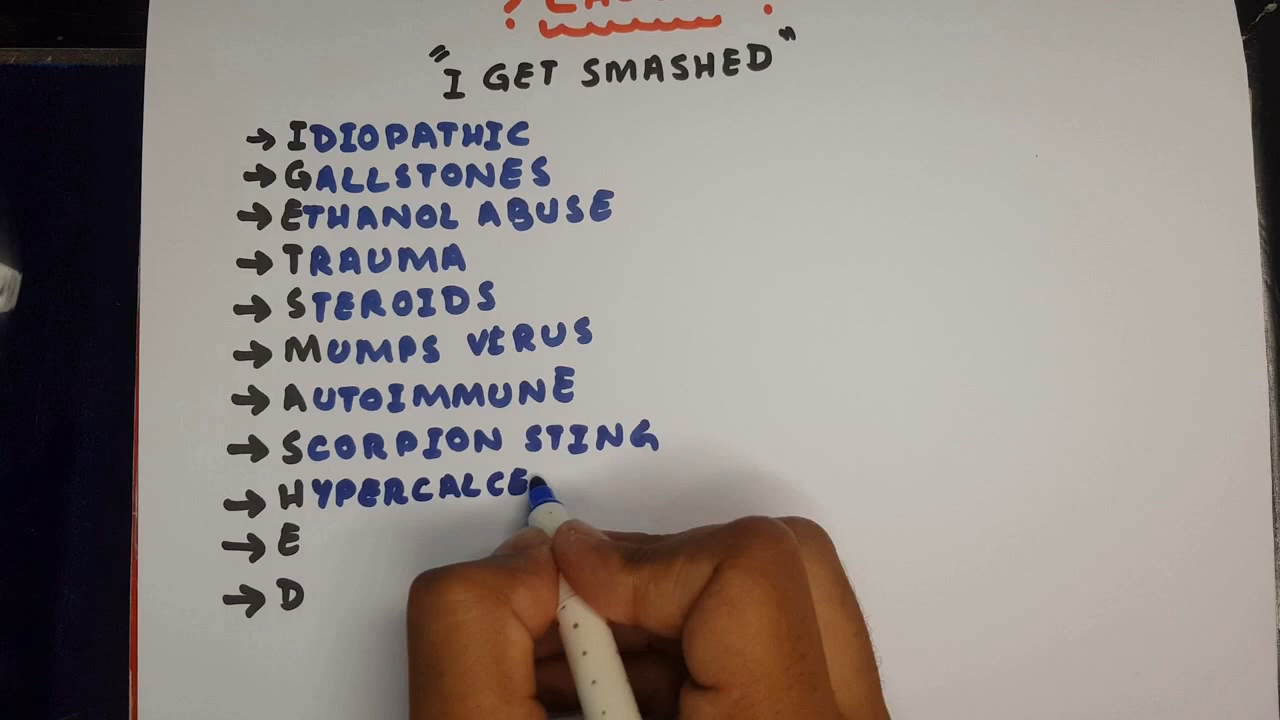 "I GET SMASHED"
→ IDIOPATHIC
→ GALLSTONES
→ ETHANOL ABUSE
→ TRAUMA
→ STEROIDS
→ MUMPS VIRUS
→ AUTOIMMUNE
→ SCORPION STING
→ HYPERCALCE
→ E
→ D